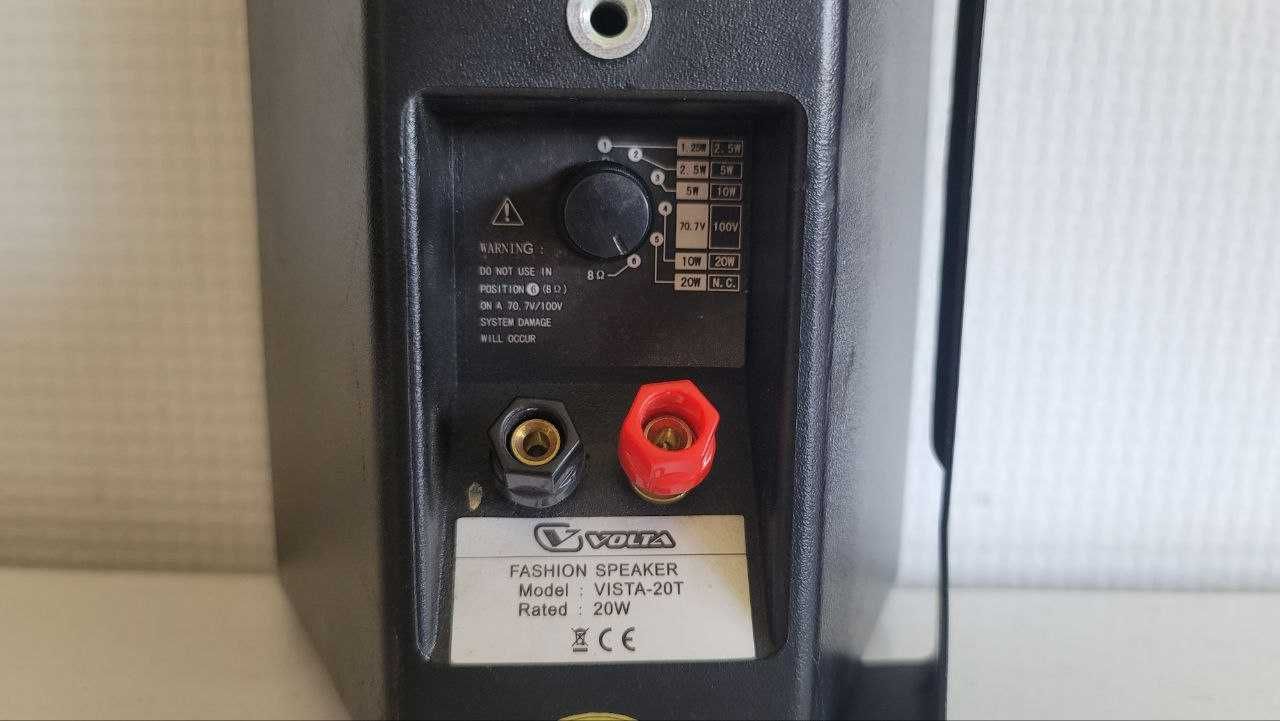 1 1.25W 2.5W
2 2.5W 5W
3 5W 10W
4 70.7V 100V
5 10W 20W
8Ω 6 20W N.C.
WARNING :
DO NOT USE IN
POSITION 6 (8 Ω)
ON A 70.7V/100V
SYSTEM DAMAGE
WILL OCCUR
V VOLTA
FASHION SPEAKER
Model : VISTA-20T
Rated : 20W
CE